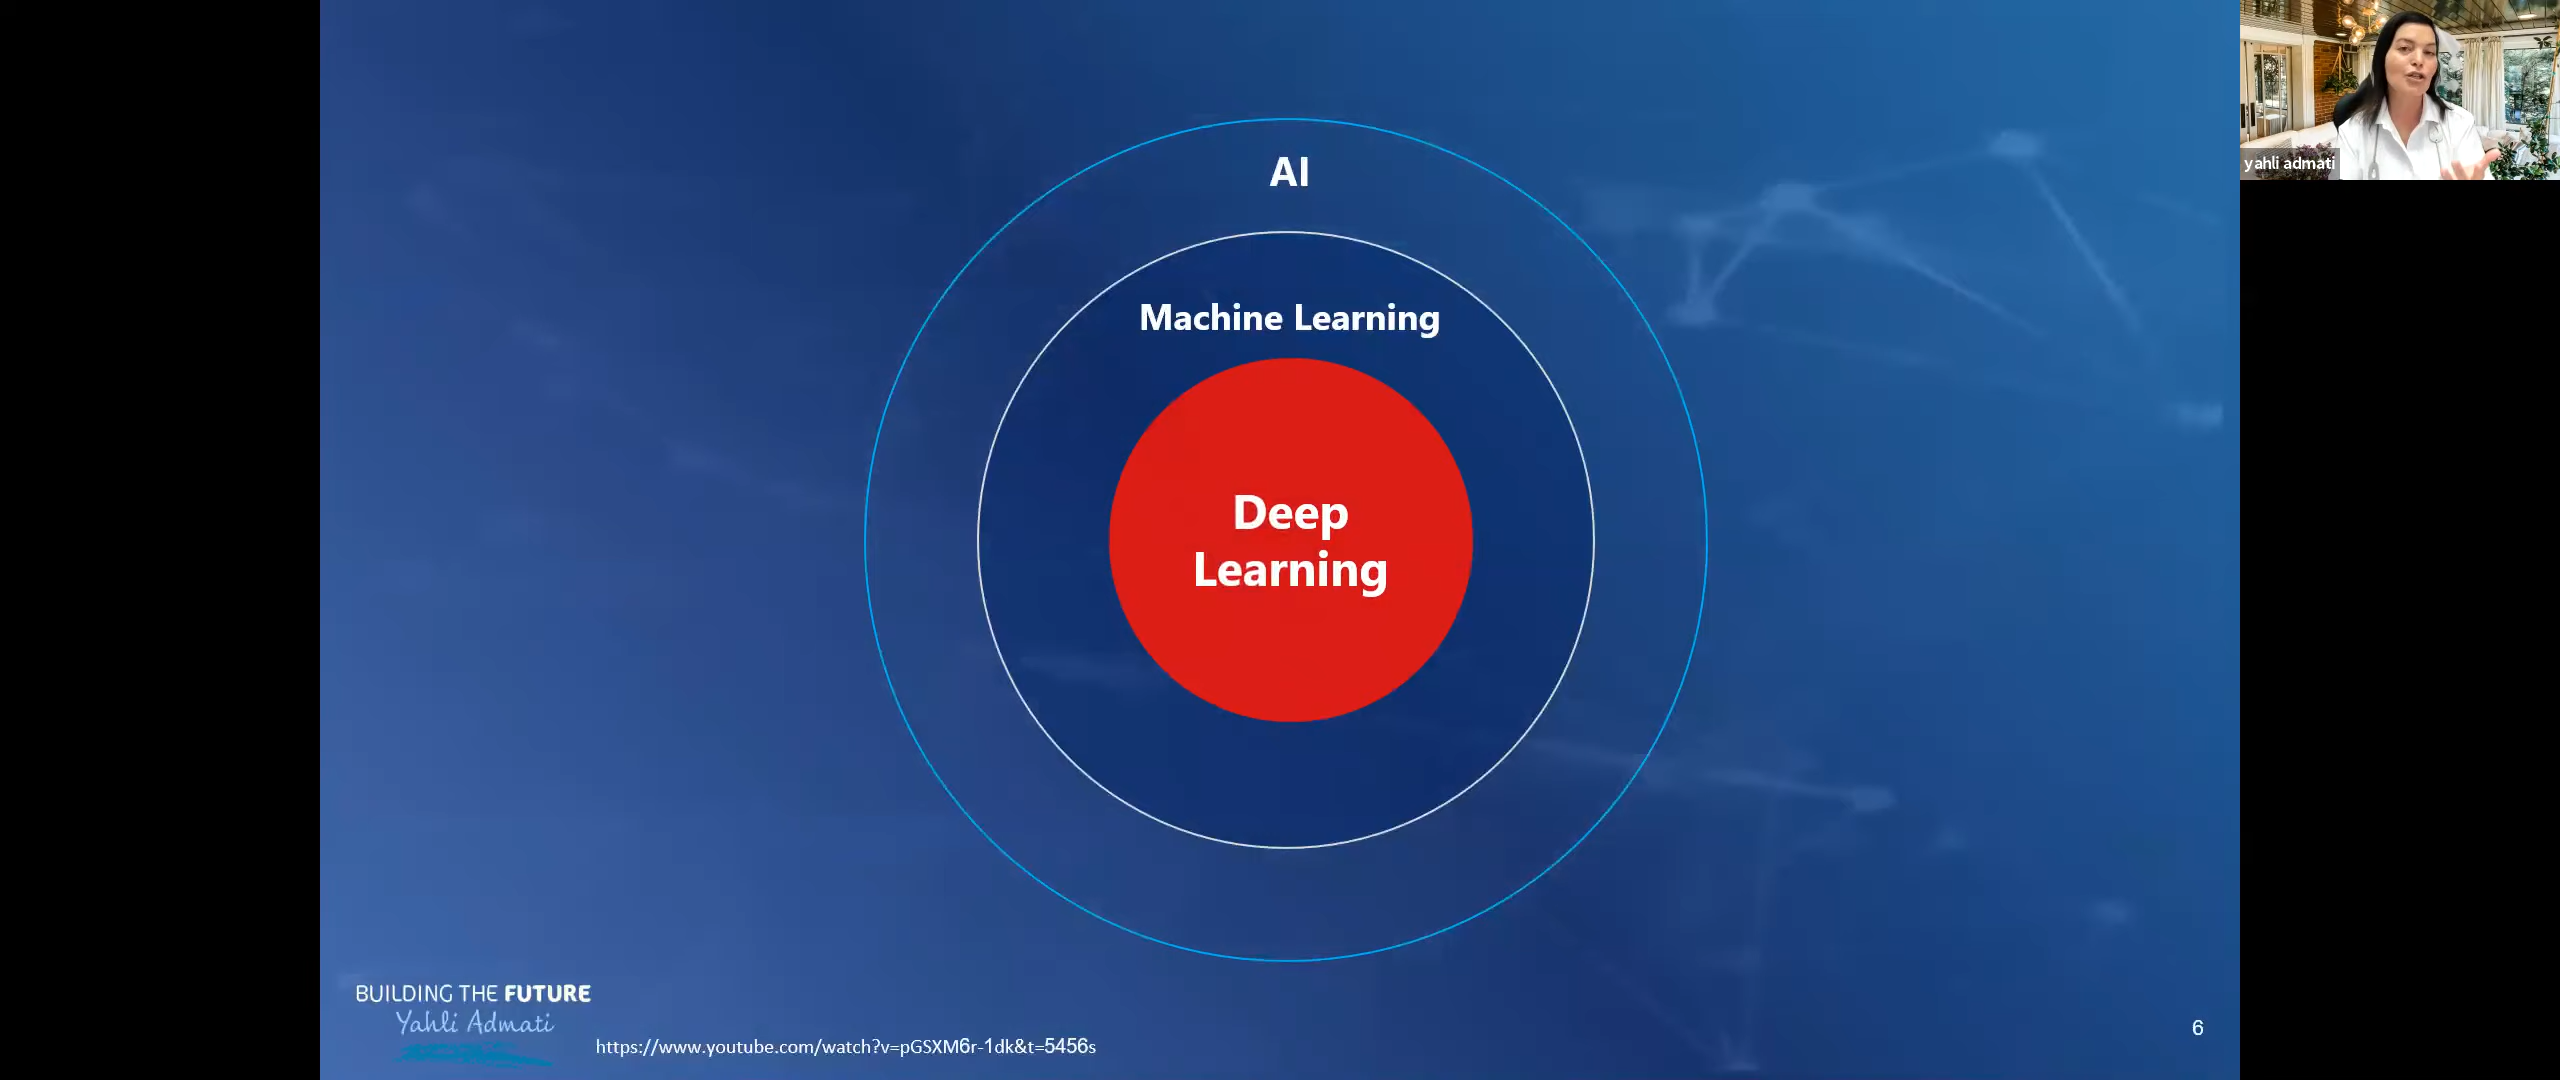 AI
Machine Learning
Deep
Learning
yahli admati
BUILDING THE FUTURE
Yahli Admati
https://www.youtube.com/watch?v=pGSXM6r-1dk&t=5456s
6